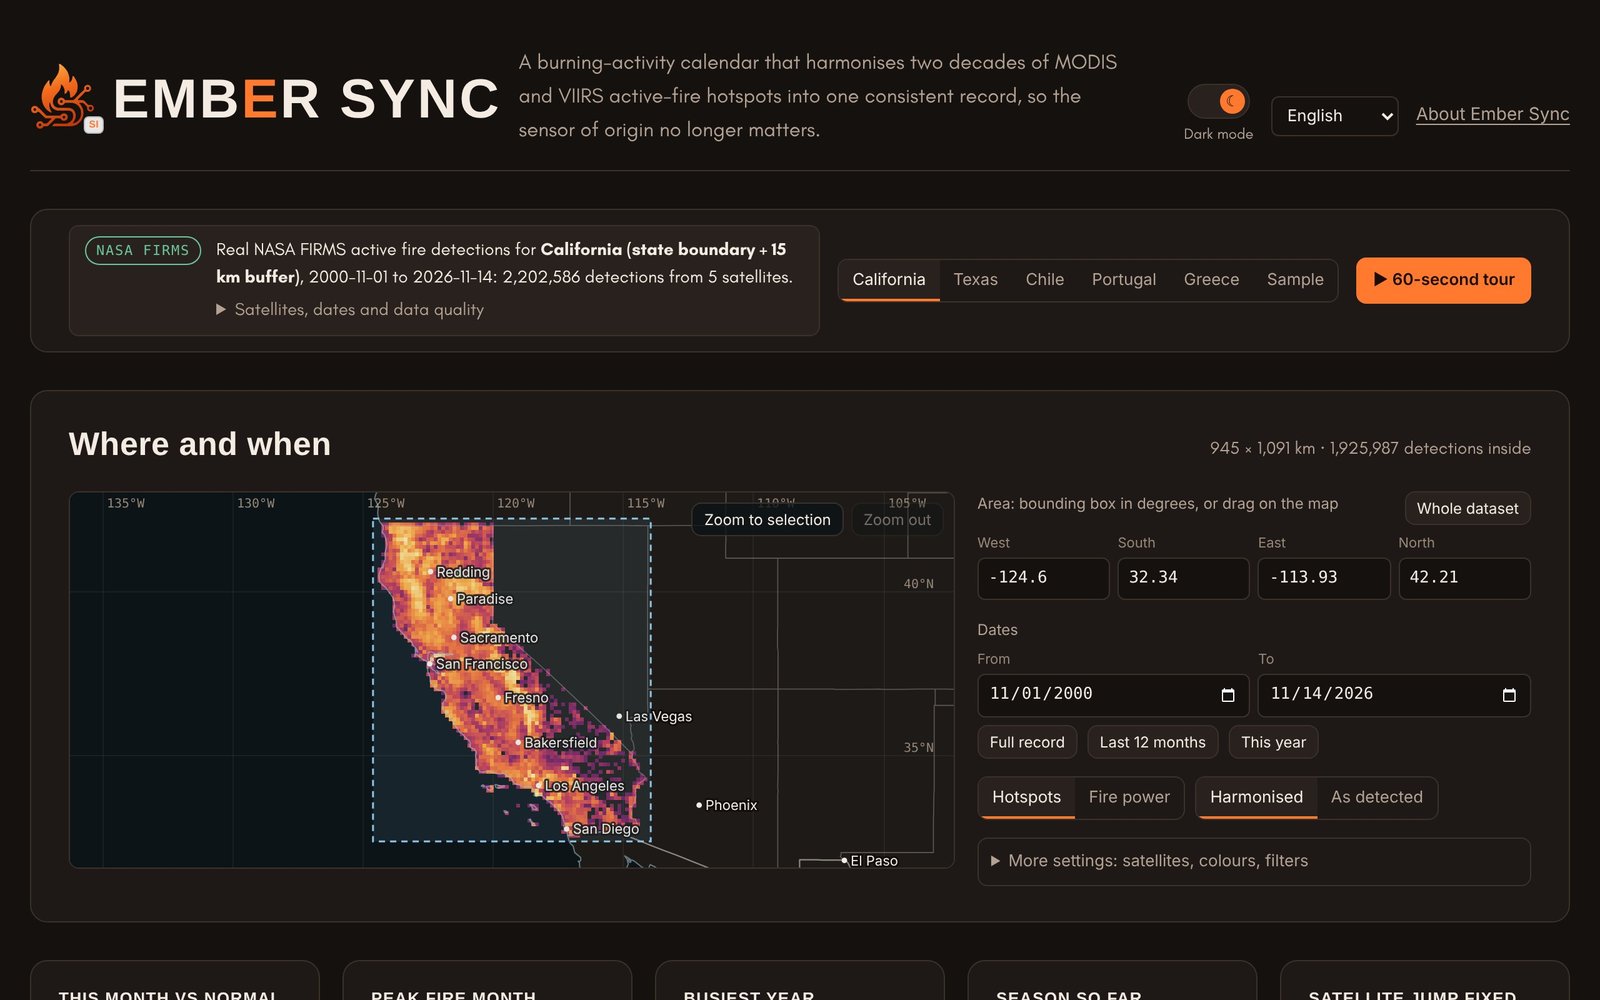 EMBER SYNC
SI
A burning-activity calendar that harmonises two decades of MODIS
and VIIRS active-fire hotspots into one consistent record, so the
sensor of origin no longer matters.
Dark mode
English
About Ember Sync
NASA FIRMS
Real NASA FIRMS active fire detections for California (state boundary + 15
km buffer), 2000-11-01 to 2026-11-14: 2,202,586 detections from 5 satellites.
▶ Satellites, dates and data quality
California
Texas
Chile
Portugal
Greece
Sample
▶ 60-second tour
Where and when
945 × 1,091 km · 1,925,987 detections inside
135°W
130°W
125°W
120°W
115°W
110°W
105°W
Zoom to selection
Zoom out
40°N
35°N
Redding
Paradise
Sacramento
San Francisco
Fresno
Las Vegas
Bakersfield
Los Angeles
Phoenix
San Diego
El Paso
Area: bounding box in degrees, or drag on the map
Whole dataset
West
South
East
North
-124.6
32.34
-113.93
42.21
Dates
From
To
11/01/2000
11/14/2026
Full record
Last 12 months
This year
Hotspots
Fire power
Harmonised
As detected
▶ More settings: satellites, colours, filters
THIS MONTH VS NORMAL
PEAK FIRE MONTH
BUSIEST YEAR
SEASON SO FAR
SATELLITE JUMP FIXED